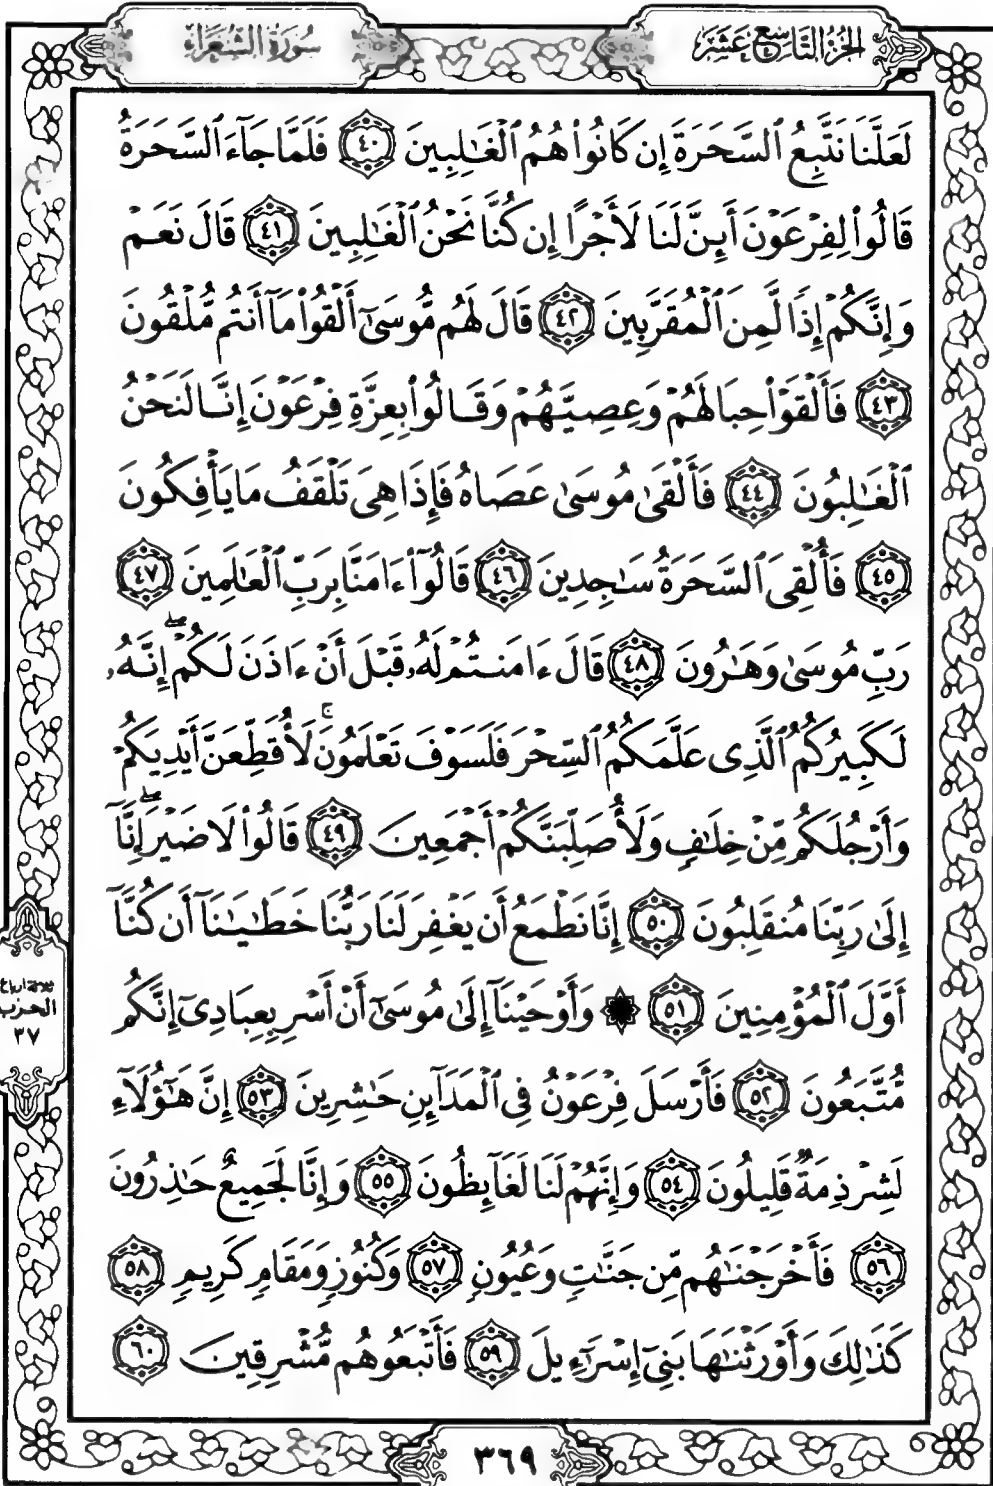 الجزء التاسع عشر
سورة الشعراء
لَعَلَّنَا نَتَّبِعُ ٱلسَّحَرَةَ إِن كَانُوا۟ هُمُ ٱلْغَـٰلِبِينَ ٤٠ فَلَمَّا جَآءَ ٱلسَّحَرَةُ
قَالُوا۟ لِفِرْعَوْنَ أَئِنَّ لَنَا لَأَجْرًا إِن كُنَّا نَحْنُ ٱلْغَـٰلِبِينَ ٤١ قَالَ نَعَمْ
وَإِنَّكُمْ إِذًا لَّمِنَ ٱلْمُقَرَّبِينَ ٤٢ قَالَ لَهُم مُّوسَىٰٓ أَلْقُوا۟ مَآ أَنتُم مُّلْقُونَ
٤٣ فَأَلْقَوْا۟ حِبَالَهُمْ وَعِصِيَّهُمْ وَقَالُوا۟ بِعِزَّةِ فِرْعَوْنَ إِنَّا لَنَحْنُ
ٱلْغَـٰلِبُونَ ٤٤ فَأَلْقَىٰ مُوسَىٰ عَصَاهُ فَإِذَا هِىَ تَلْقَفُ مَا يَأْفِكُونَ
٤٥ فَأُلْقِىَ ٱلسَّحَرَةُ سَـٰجِدِينَ ٤٦ قَالُوٓا۟ ءَامَنَّا بِرَبِّ ٱلْعَـٰلَمِينَ ٤٧
رَبِّ مُوسَىٰ وَهَـٰرُونَ ٤٨ قَالَ ءَامَنتُمْ لَهُۥ قَبْلَ أَنْ ءَاذَنَ لَكُمْ ۖ إِنَّهُۥ
لَكَبِيرُكُمُ ٱلَّذِى عَلَّمَكُمُ ٱلسِّحْرَ فَلَسَوْفَ تَعْلَمُونَ ۚ لَأُقَطِّعَنَّ أَيْدِيَكُمْ
وَأَرْجُلَكُم مِّنْ خِلَـٰفٍ وَلَأُصَلِّبَنَّكُمْ أَجْمَعِينَ ٤٩ قَالُوا۟ لَا ضَيْرَ ۖ إِنَّآ
إِلَىٰ رَبِّنَا مُنقَلِبُونَ ٥٠ إِنَّا نَطْمَعُ أَن يَغْفِرَ لَنَا رَبُّنَا خَطَـٰيَـٰنَآ أَن كُنَّآ
أَوَّلَ ٱلْمُؤْمِنِينَ ٥١ ۞ وَأَوْحَيْنَآ إِلَىٰ مُوسَىٰٓ أَنْ أَسْرِ بِعِبَادِىٓ إِنَّكُم
مُّتَّبَعُونَ ٥٢ فَأَرْسَلَ فِرْعَوْنُ فِى ٱلْمَدَآئِنِ حَـٰشِرِينَ ٥٣ إِنَّ هَـٰٓؤُلَآءِ
لَشِرْذِمَةٌ قَلِيلُونَ ٥٤ وَإِنَّهُمْ لَنَا لَغَآئِظُونَ ٥٥ وَإِنَّا لَجَمِيعٌ حَـٰذِرُونَ
٥٦ فَأَخْرَجْنَـٰهُم مِّن جَنَّـٰتٍ وَعُيُونٍ ٥٧ وَكُنُوزٍ وَمَقَامٍ كَرِيمٍ ٥٨
كَذَٰلِكَ وَأَوْرَثْنَـٰهَا بَنِىٓ إِسْرَٰٓءِيلَ ٥٩ فَأَتْبَعُوهُم مُّشْرِقِينَ ٦٠
ثلاثة أرباع
الحزب
٣٧
٣٦٩